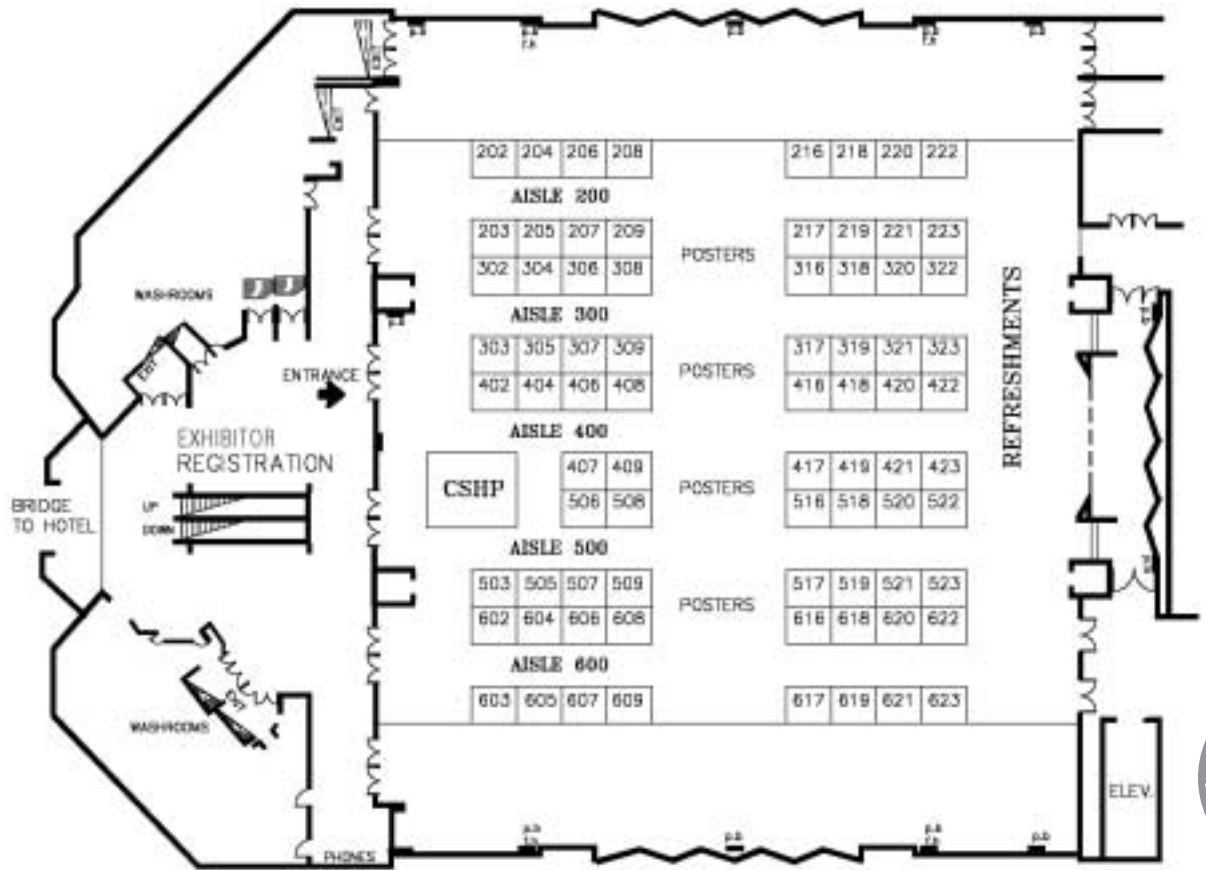 EXIT
EXIT
202 204 206 208
216 218 220 222
AISLE 200
203 205 207 209
217 219 221 223
POSTERS
302 304 306 308
316 318 320 322
WASHROOMS
AISLE 300
303 305 307 309
317 319 321 323
EXIT
ENTRANCE
POSTERS
402 404 406 408
416 418 420 422
REFRESHMENTS
AISLE 400
EXHIBITOR
REGISTRATION
407 409
417 419 421 423
CSHP
POSTERS
UP
506 508
516 518 520 522
BRIDGE
TO HOTEL
DOWN
AISLE 500
503 505 507 509
517 519 521 523
POSTERS
602 604 606 608
616 618 620 622
AISLE 600
EXIT
603 605 607 609
617 619 621 623
WASHROOMS
ELEV.
PHONES